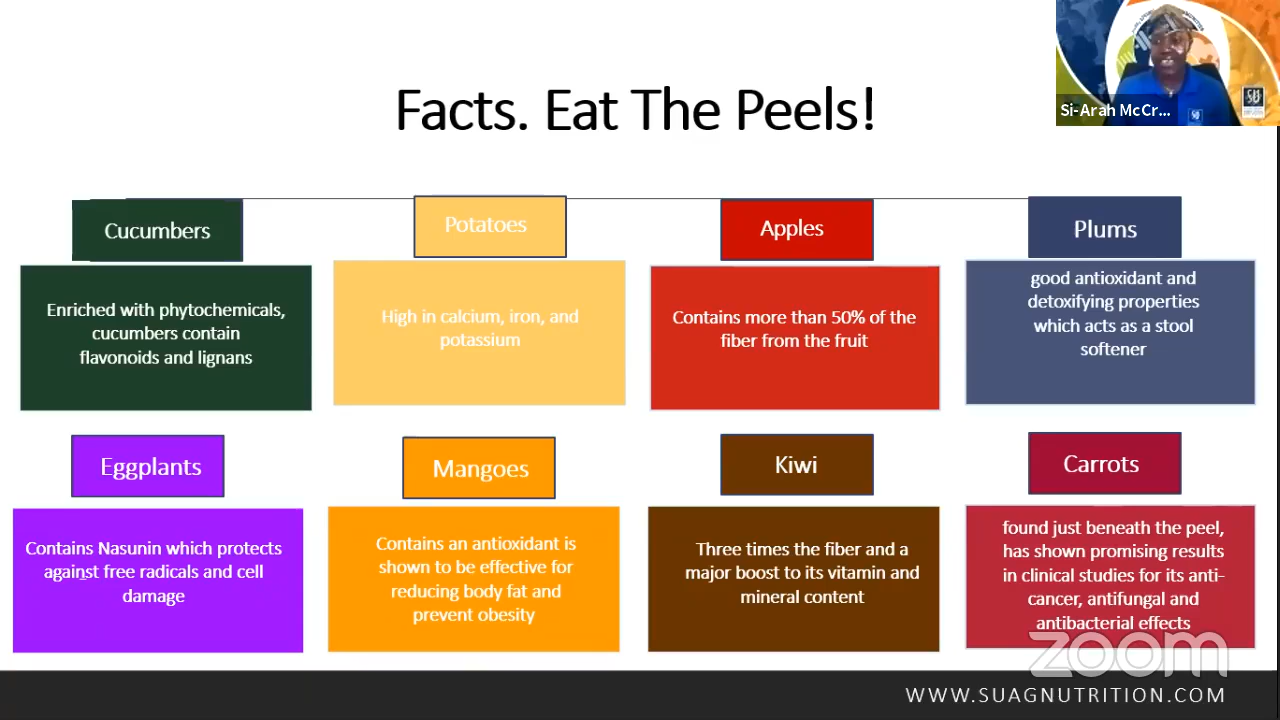 Facts. Eat The Peels!
Si-Arah McCr...
Cucumbers
Enriched with phytochemicals,
cucumbers contain
flavonoids and lignans
Potatoes
High in calcium, iron, and
potassium
Apples
Contains more than 50% of the
fiber from the fruit
Plums
good antioxidant and
detoxifying properties
which acts as a stool
softener
Eggplants
Contains Nasunin which protects
against free radicals and cell
damage
Mangoes
Contains an antioxidant is
shown to be effective for
reducing body fat and
prevent obesity
Kiwi
Three times the fiber and a
major boost to its vitamin and
mineral content
Carrots
found just beneath the peel,
has shown promising results
in clinical studies for its anti-
cancer, antifungal and
antibacterial effects
zoom
WWW.SUAGNUTRITION.COM